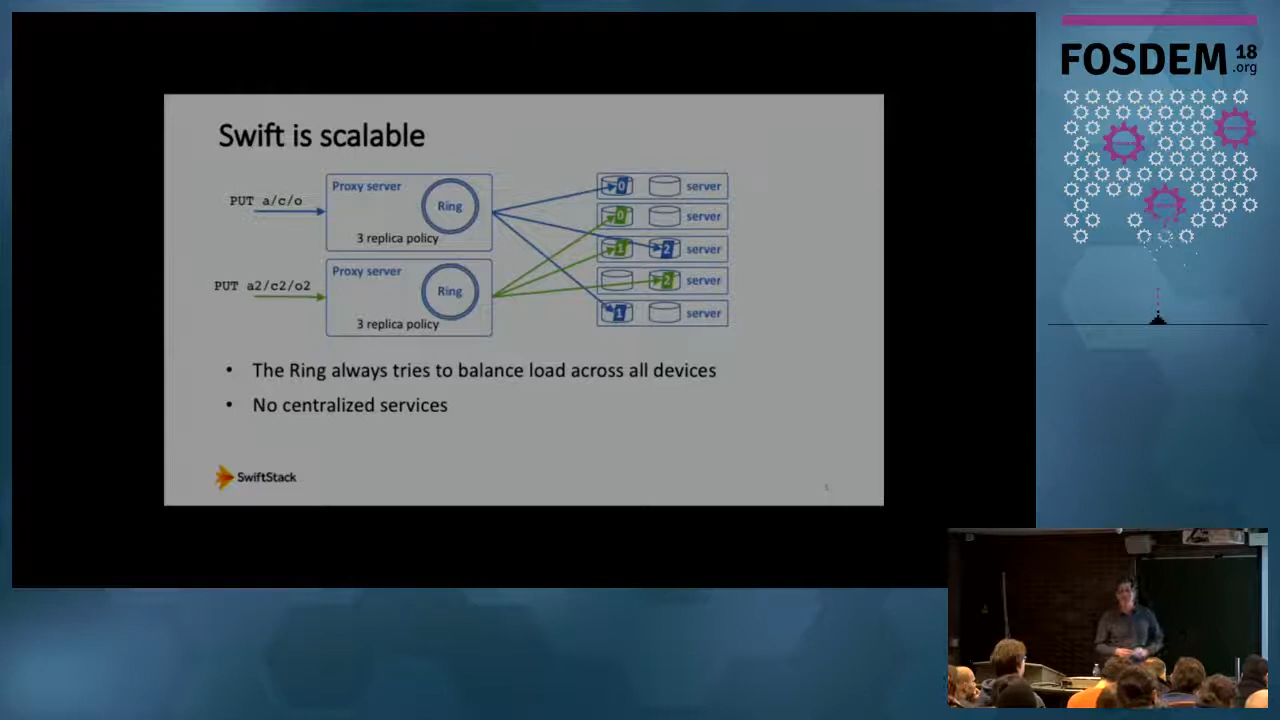 Swift is scalable
PUT a/c/o
Proxy server
Ring
3 replica policy
PUT a2/c2/o2
Proxy server
Ring
3 replica policy
0 server
0 server
1 2 server
2 server
1 server
• The Ring always tries to balance load across all devices
• No centralized services
SwiftStack
FOSDEM 18
.org